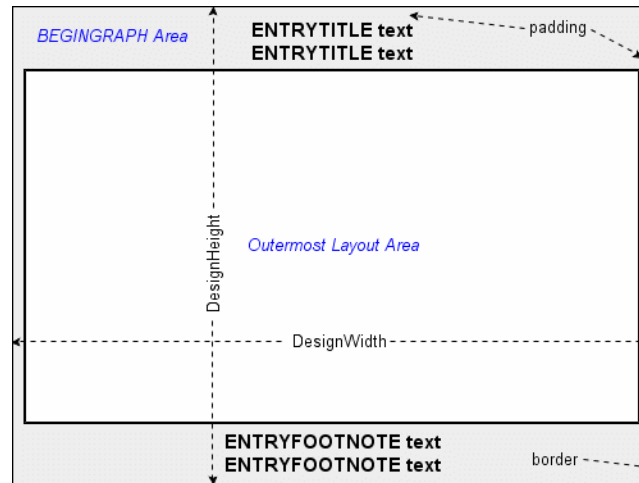 BEGINGRAPH Area
ENTRYTITLE text
ENTRYTITLE text
padding
DesignHeight
Outermost Layout Area
DesignWidth
ENTRYFOOTNOTE text
ENTRYFOOTNOTE text
border